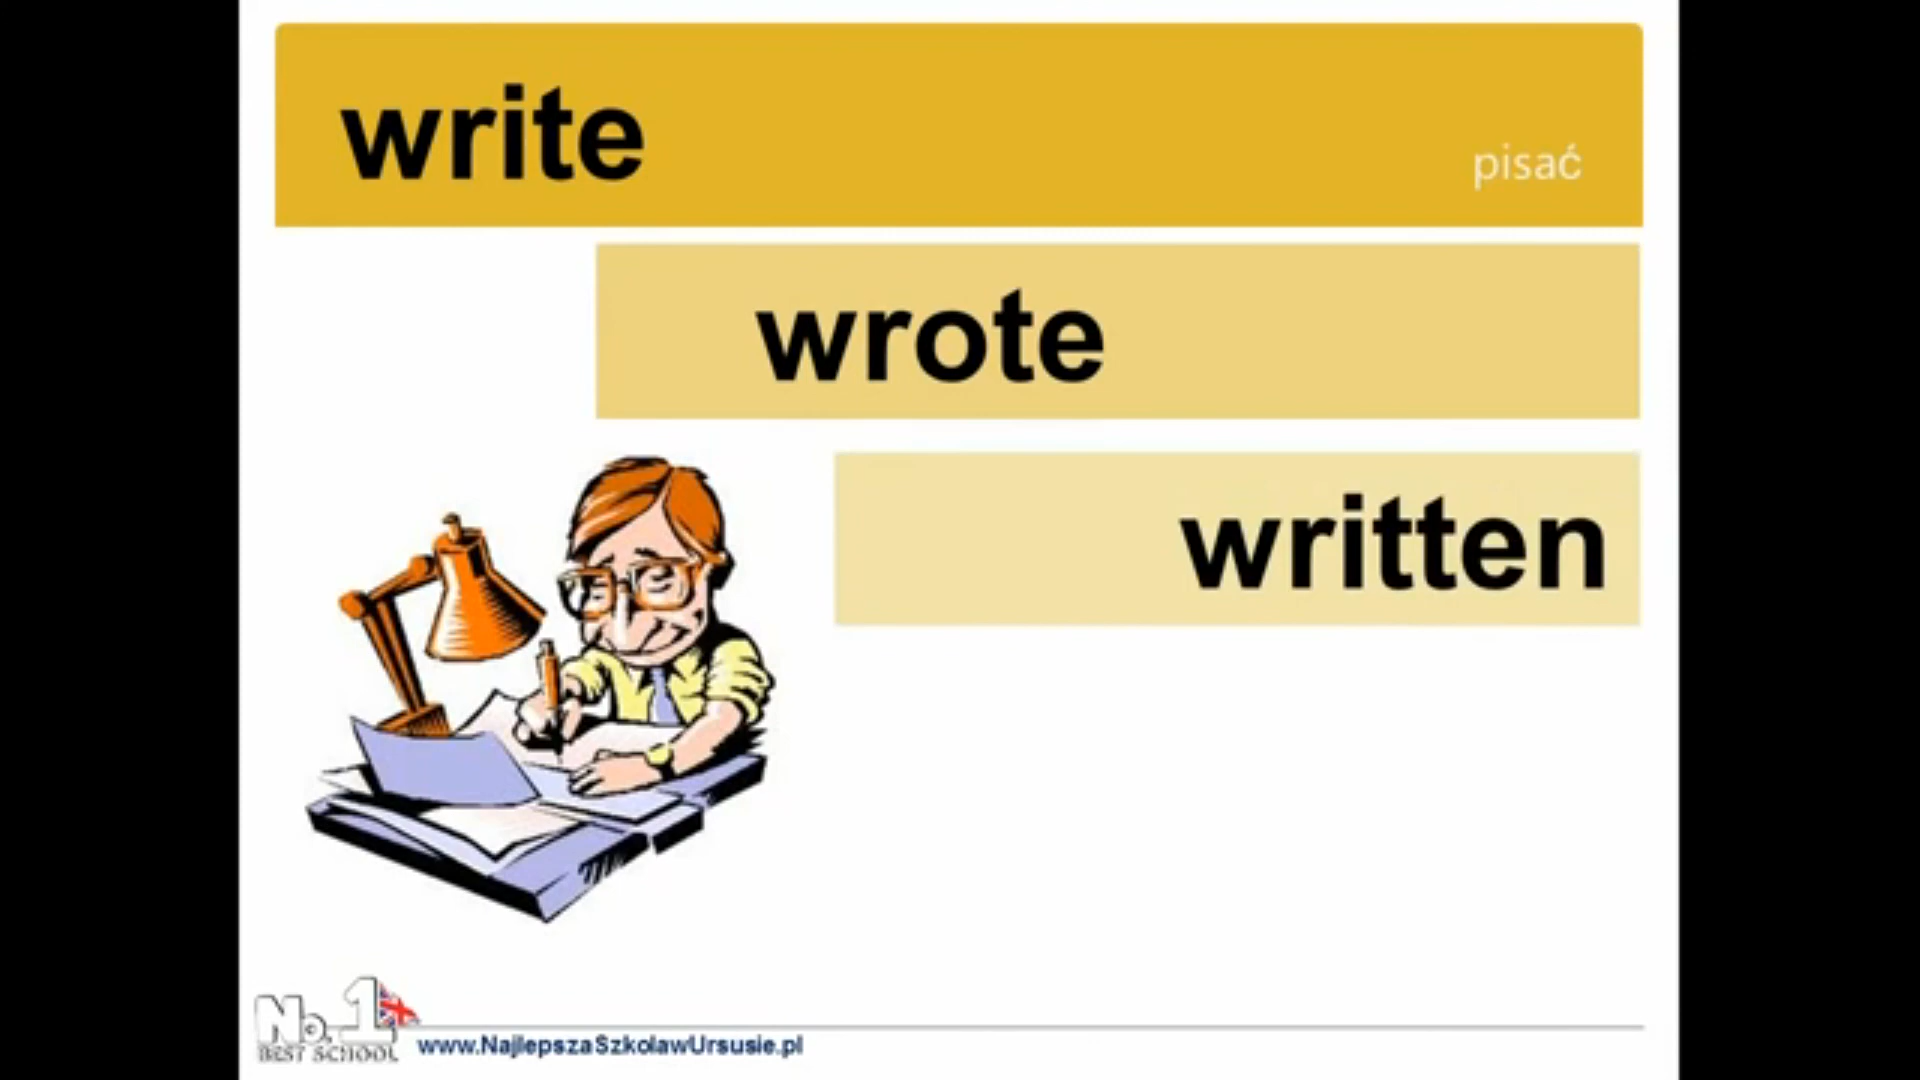 write
pisać
wrote
written
No.1
BEST SCHOOL
www.NajlepszaSzkolawUrsusie.pl